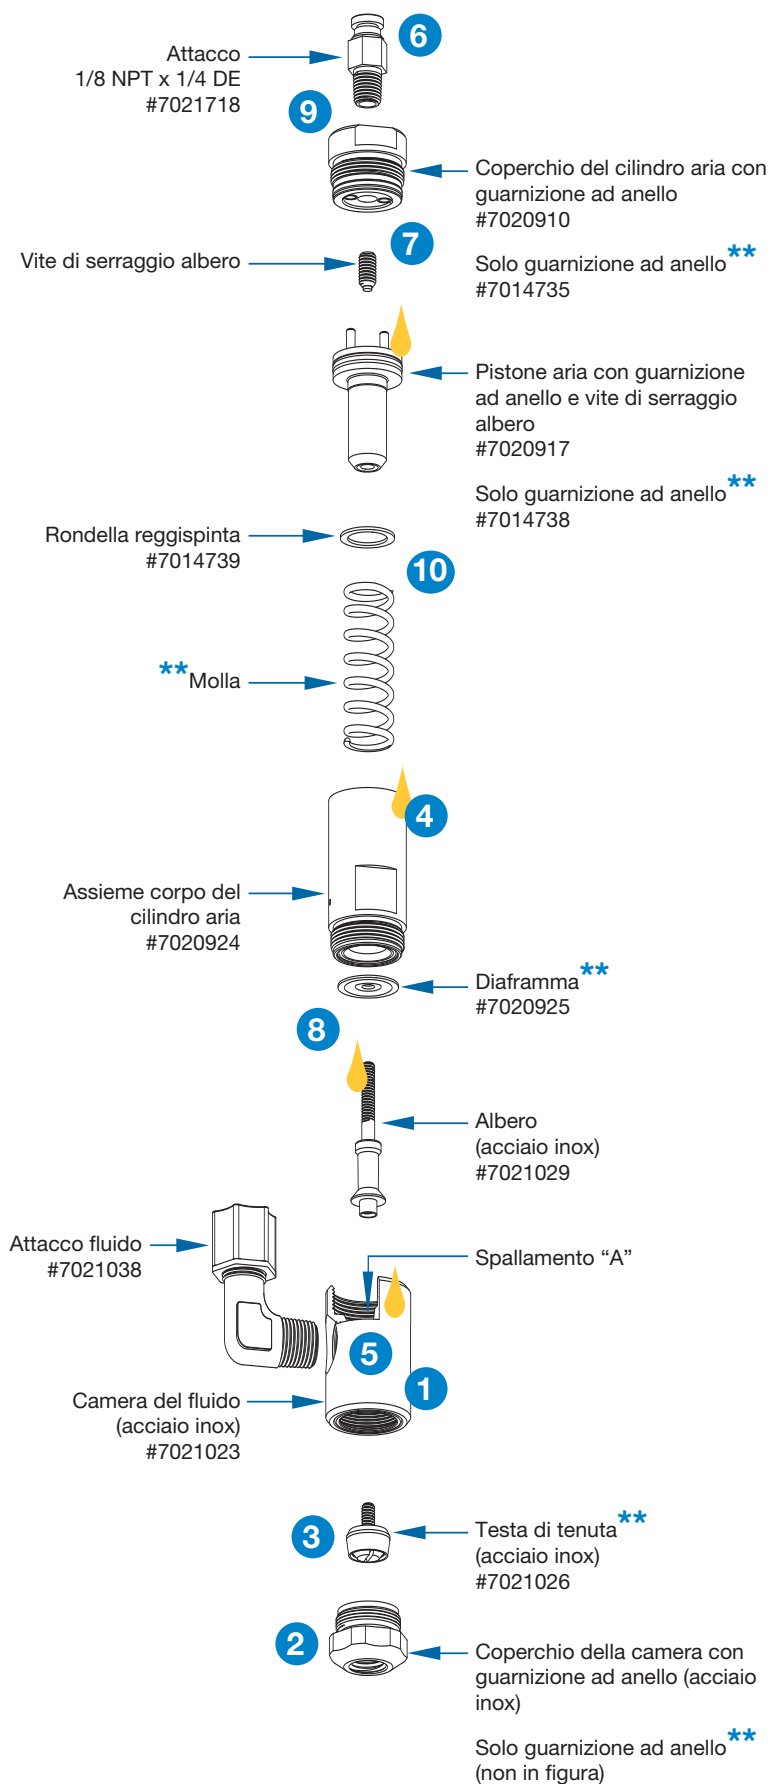 6
Attacco
1/8 NPT x 1/4 DE
#7021718
9
Coperchio del cilindro aria con
guarnizione ad anello
#7020910
7
Vite di serraggio albero
Solo guarnizione ad anello**
#7014735
Pistone aria con guarnizione
ad anello e vite di serraggio
albero
#7020917
Solo guarnizione ad anello**
#7014738
Rondella reggispinta
#7014739
10
**Molla
4
Assieme corpo del
cilindro aria
#7020924
Diaframma**
#7020925
8
Albero
(acciaio inox)
#7021029
Attacco fluido
#7021038
Spallamento “A”
5
1
Camera del fluido
(acciaio inox)
#7021023
3
Testa di tenuta**
(acciaio inox)
#7021026
2
Coperchio della camera con
guarnizione ad anello (acciaio
inox)
Solo guarnizione ad anello**
(non in figura)